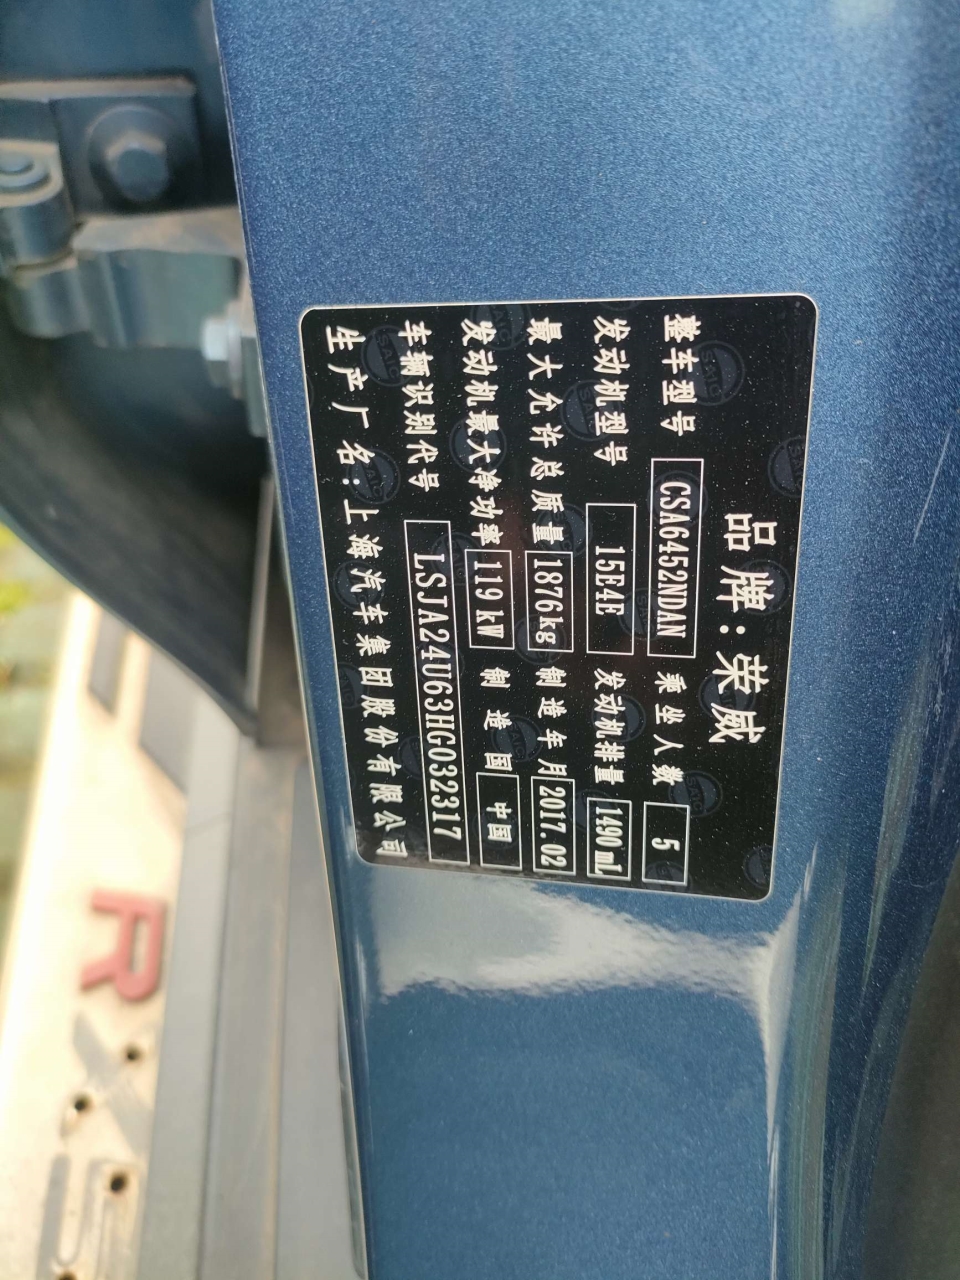 品牌:荣威
整车型号 CSA6452NDAN 乘坐人数 5
发动机型号 15E4E 发动机排量 1490mL
最大允许总质量 1876kg 制造年月 2017.02
发动机最大净功率 119kW 制造国 中国
车辆识别代号 LSJA24U63HG032317
生产厂名:上海汽车集团股份有限公司
R